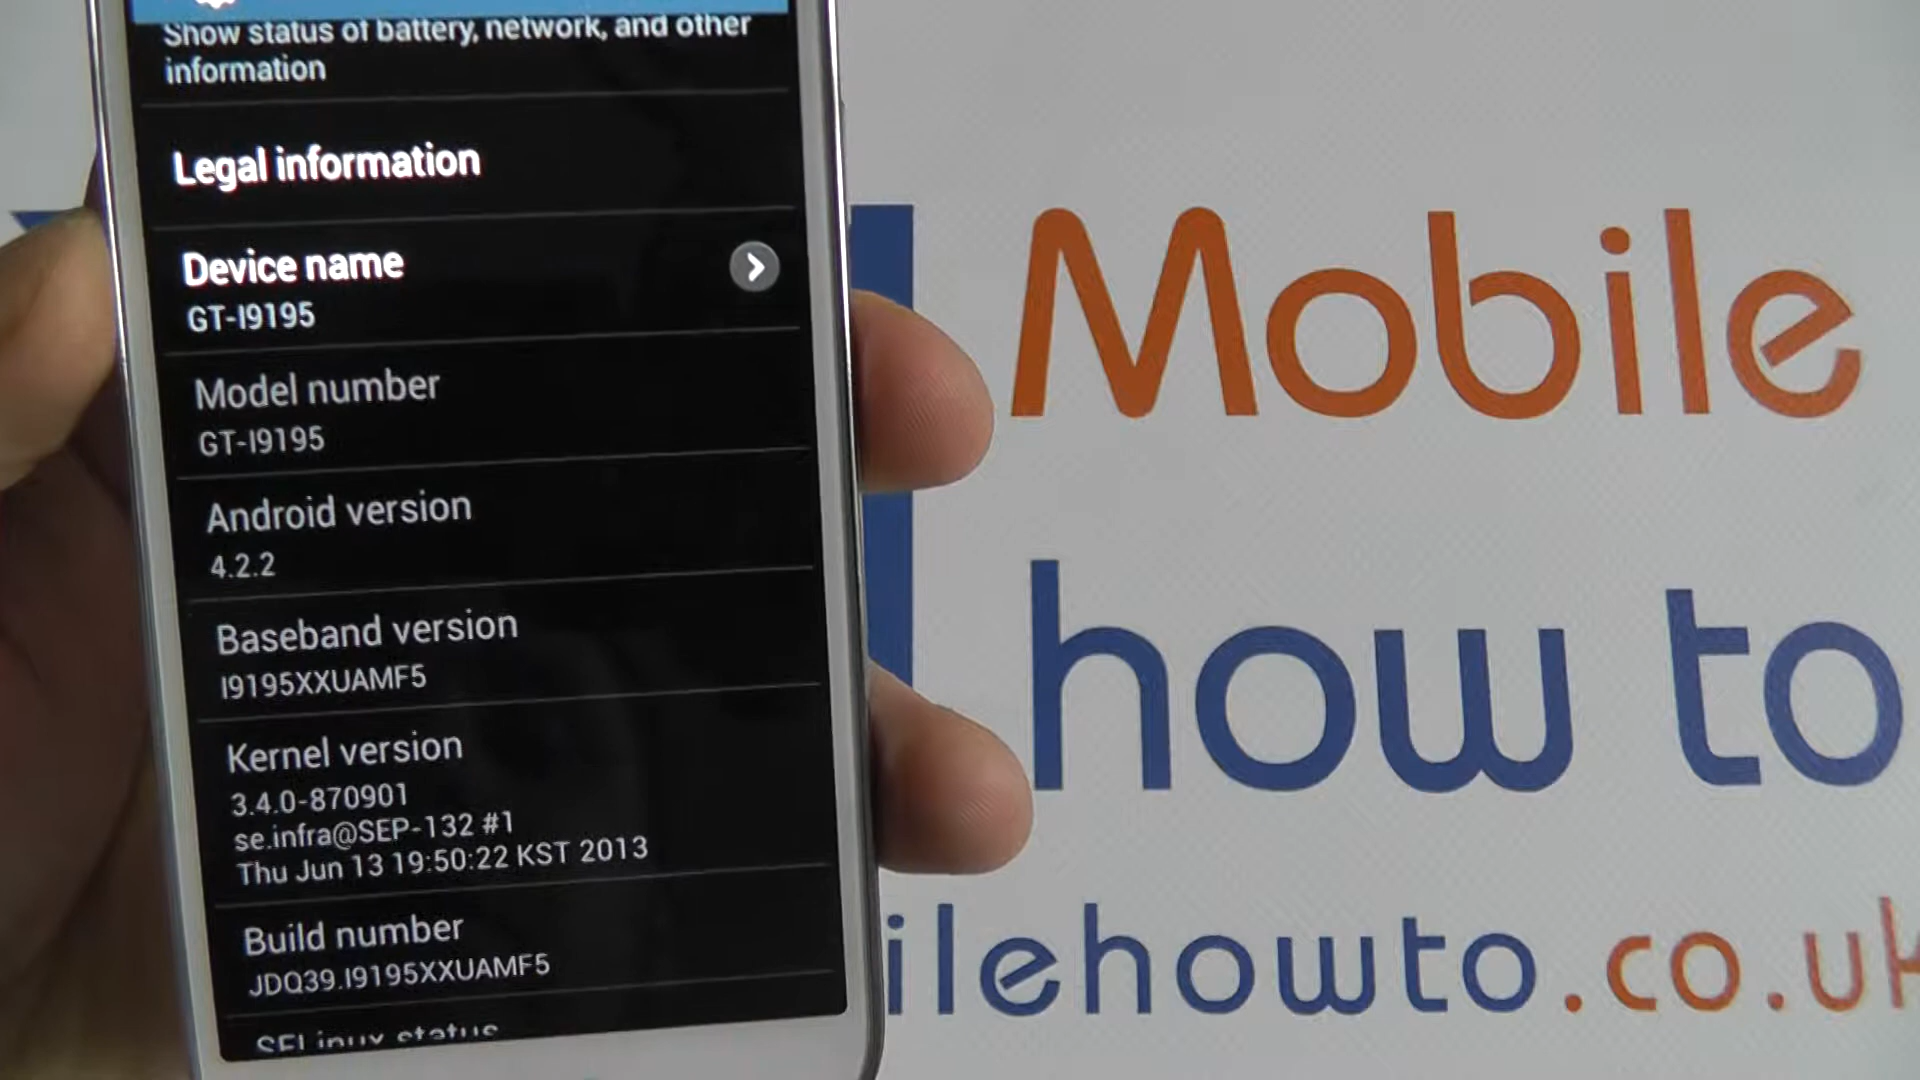 Show status of battery, network, and other
information
Legal information
Device name
GT-I9195
Model number
GT-I9195
Android version
4.2.2
Baseband version
I9195XXUAMF5
Kernel version
3.4.0-870901
se.infra@SEP-132 #1
Thu Jun 13 19:50:22 KST 2013
Build number
JDQ39.I9195XXUAMF5
SELinux status
Mobile
how to
ilehowto.co.uk